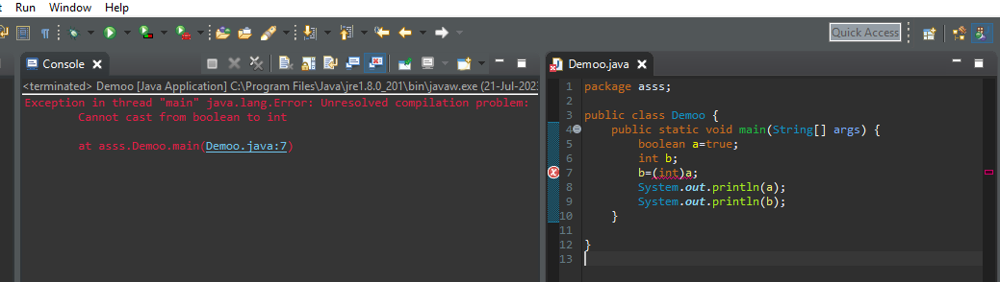 t Run Window Help
Quick Access
Console
<terminated> Demoo [Java Application] C:\Program Files\Java\jre1.8.0_201\bin\javaw.exe (21-Jul-202
Exception in thread "main" java.lang.Error: Unresolved compilation problem:
Cannot cast from boolean to int
at asss.Demoo.main(Demoo.java:7)
Demoo.java
1 package asss;
2
3 public class Demoo {
4 public static void main(String[] args) {
5 boolean a=true;
6 int b;
7 b=(int)a;
8 System.out.println(a);
9 System.out.println(b);
10 }
11
12 }
13